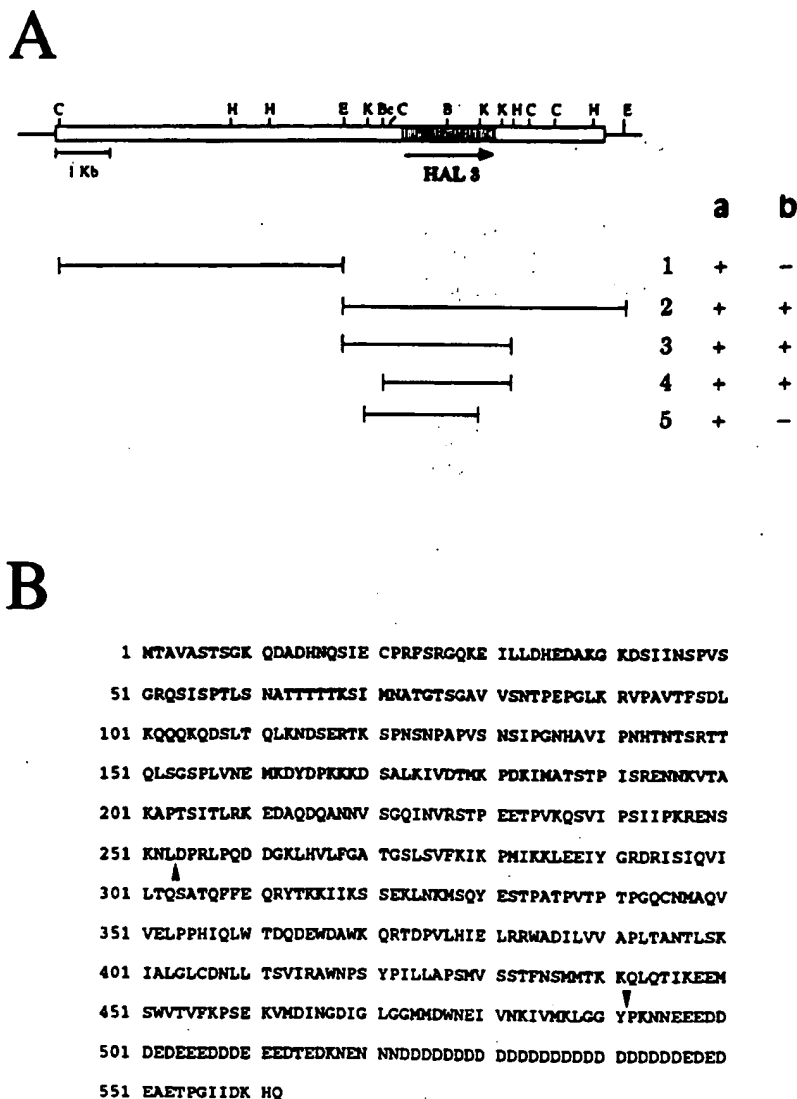 A
C H H E K Bc C B K K H C C H E
1 Kb
HAL 3
a b
1 + −
2 + +
3 + +
4 + +
5 + −
B
1 MTAVASTSGK QDADHNQSIE CPRFSRGQKE ILLDHEDAKG KDSIINSPVS
51 GRQSISPTLS NATTTTTKSI MNATGTSGAV VSNTPEPGLK RVPAVTFSDL
101 KQQQKQDSLT QLKNDSERTK SPNSNPAPVS NSIPGNHAVI PNHTNTSRTT
151 QLSGSPLVNE MKDYDPKKKD SALKIVDTMK PDKIMATSTP ISRENNKVTA
201 KAPTSITLRK EDAQDQANNV SGQINVRSTP EETPVKQSVI PSIIPKRENS
251 KNLDPRLPQD DGKLHVLFGA TGSLSVFKIK PMIKKLEEIY GRDRISIQVI
301 LTQSATQFFE QRYTKKIIKS SEKLNKMSQY ESTPATPVTP TPGQCNMAQV
351 VELPPHIQLW TDQDEWDAWK QRTDPVLHIE LRRWADILVV APLTANTLSK
401 IALGLCDNLL TSVIRAWNPS YPILLAPSMV SSTFNSMMTK KQLQTIKEEM
451 SWVTVFKPSE KVMDINGDIG LGGMMDWNEI VNKIVMKLGG YPKNNEEEDD
501 DEDEEEDDDE EEDTEDKNEN NNDDDDDDDD DDDDDDDDDD DDDDDDEDED
551 EAETPGIIDK HQ